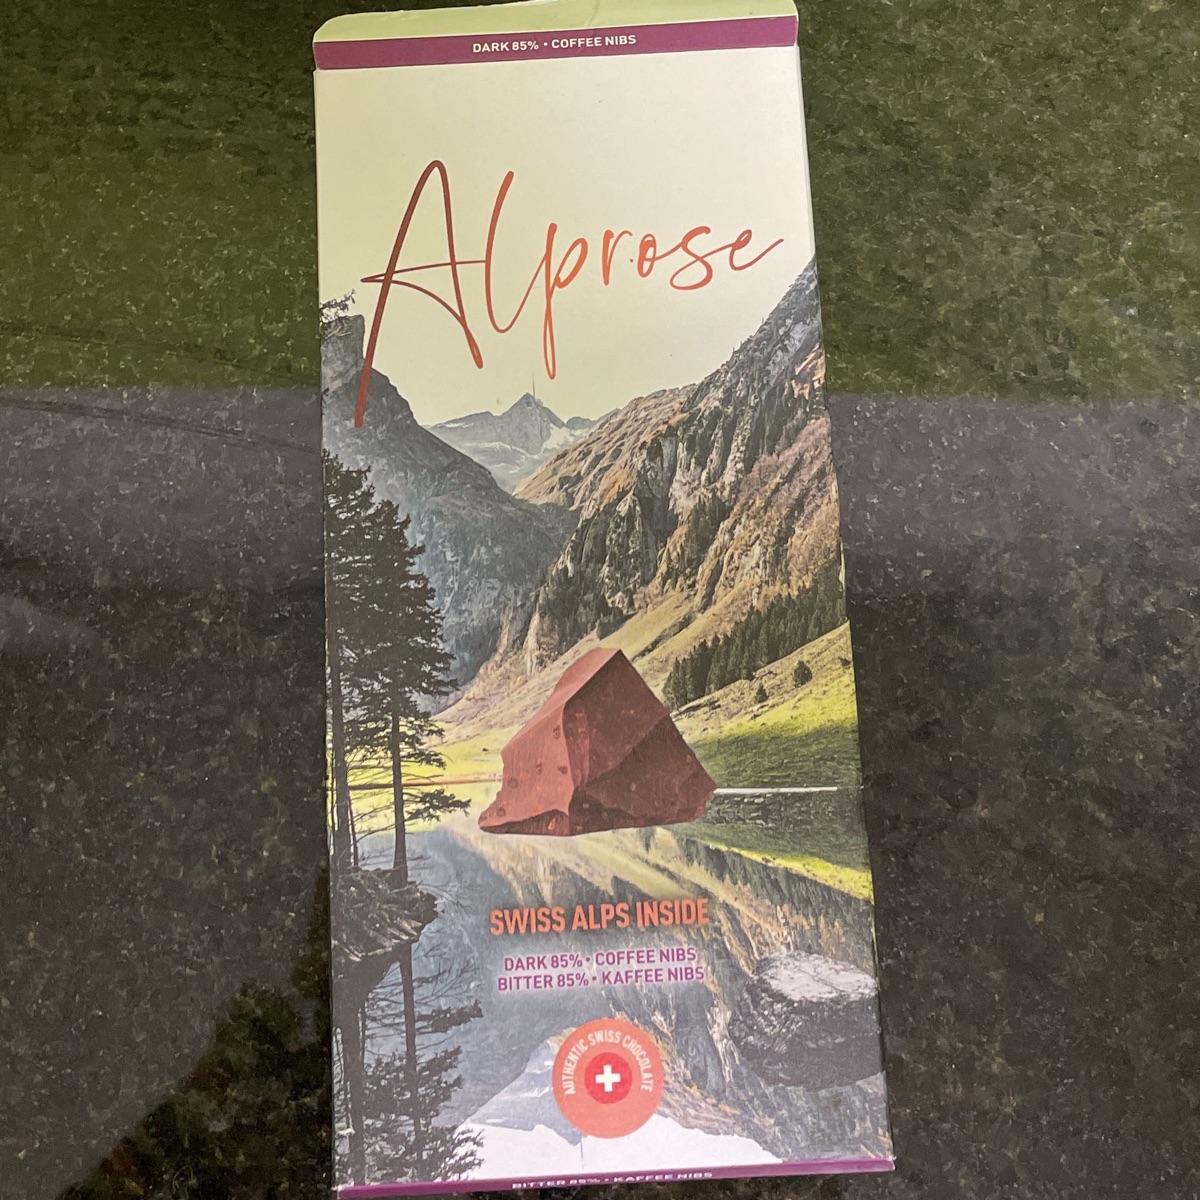 DARK 85% • COFFEE NIBS
Alprose
SWISS ALPS INSIDE
DARK 85% • COFFEE NIBS
BITTER 85% • KAFFEE NIBS
AUTHENTIC SWISS CHOCOLATE
BITTER 85% • KAFFEE NIBS